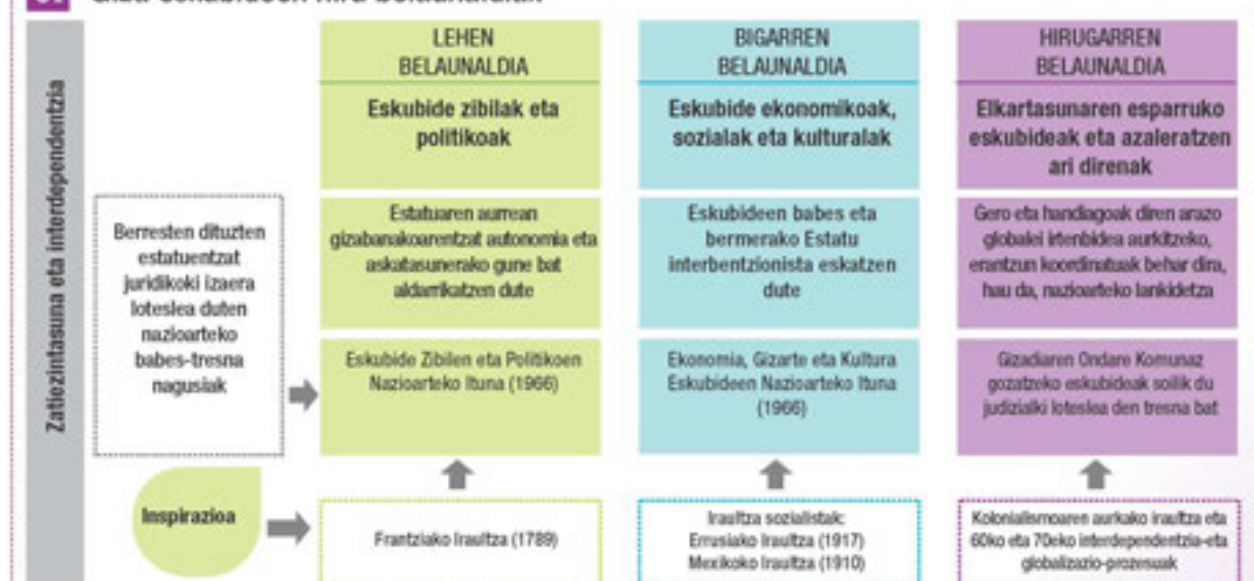 Giza eskubideen hiru belaunaldiak
Zatiezintasuna eta interdependentzia
LEHEN
BELAUNALDIA
Eskubide zibilak eta
politikoak
BIGARREN
BELAUNALDIA
Eskubide ekonomikoak,
sozialak eta kulturalak
HIRUGARREN
BELAUNALDIA
Elkartasunaren esparruko
eskubideak eta azaleratzen
ari direnak
Berresten dituzten
estatuentzat
juridikoki izaera
loteslea duten
nazioarteko
babes-tresna
nagusiak
Estatuaren aurrean
gizabanakoarentzat autonomia eta
askatasunerako gune bat
aldarrikatzen dute
Eskubideen babes eta
bermerako Estatu
interbentzionista eskatzen
dute
Gero eta handiagoak diren arazo
globalei irtenbidea aurkitzeko,
erantzun koordinatuak behar dira,
hau da, nazioarteko lankidetza
Eskubide Zibilen eta Politikoen
Nazioarteko Ituna (1966)
Ekonomia, Gizarte eta Kultura
Eskubideen Nazioarteko Ituna
(1966)
Gizadiaren Ondare Komunaz
gozatzeko eskubideak soilik du
judizialki loteslea den tresna bat
Inspirazioa
Frantziako Iraultza (1789)
Iraultza sozialistak:
Errusiako Iraultza (1917)
Mexikoko Iraultza (1910)
Kolonialismoaren aurkako iraultza eta
60ko eta 70eko interdependentzia-eta
globalizazio-prozesuak